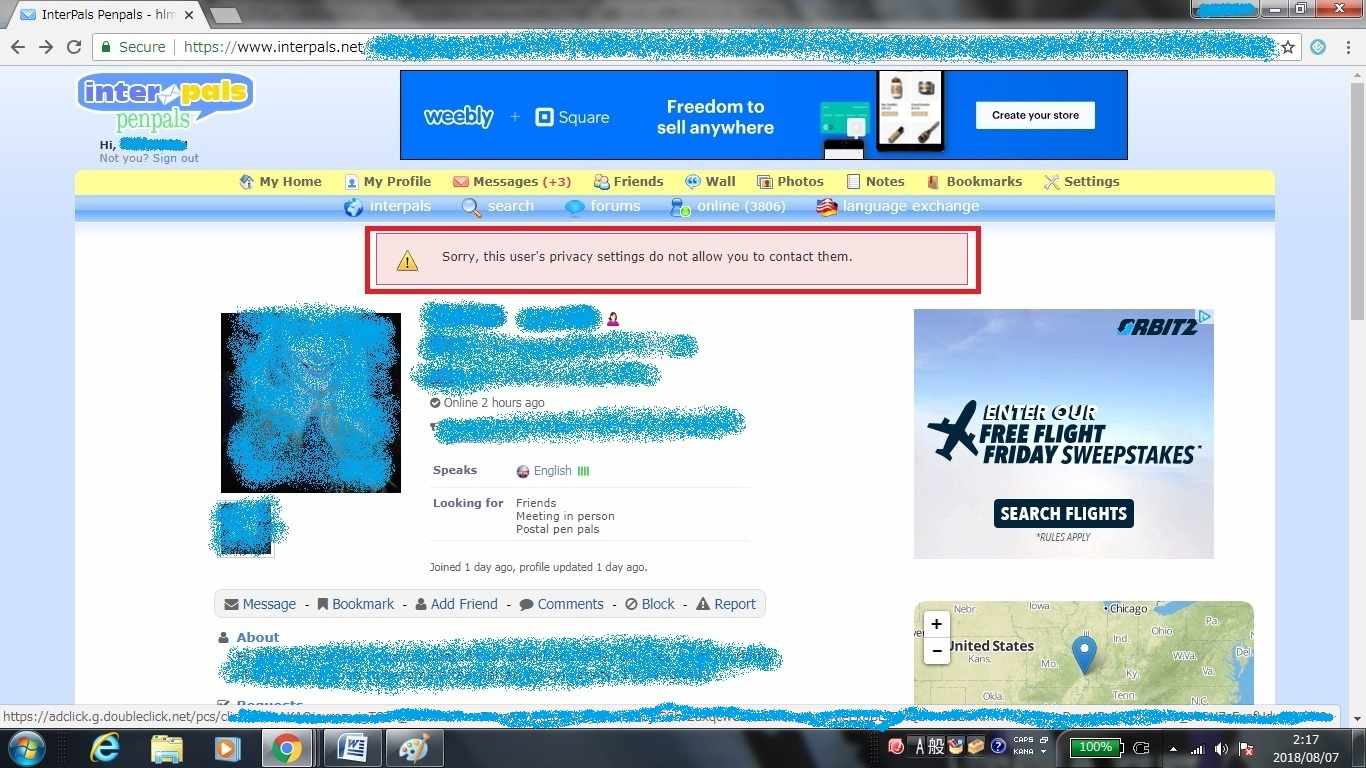 InterPals Penpals - hlm
Secure
https://www.interpals.net
inter pals
penpals
Hi,
Not you? Sign out
weebly + Square
Freedom to
sell anywhere
Create your store
My Home My Profile Messages (+3) Friends Wall Photos Notes Bookmarks Settings
interpals search forums online (3806) language exchange
Sorry, this user's privacy settings do not allow you to contact them.
Online 2 hours ago
Speaks English
Looking for Friends
Meeting in person
Postal pen pals
Joined 1 day ago, profile updated 1 day ago.
Message - Bookmark - Add Friend - Comments - Block - Report
About
Requests
ORBITZ
ENTER OUR
FREE FLIGHT
FRIDAY SWEEPSTAKES*
SEARCH FLIGHTS
*RULES APPLY
+
−
Nebr Iowa Chicago Pa.
Ill Ind. Ohio
United States
Kans. Mo. Ky. W.Va. Del
Va.
Okla. Tenn N.C.
https://adclick.g.doubleclick.net/pcs/
A 般 CAPS
KANA
100%
2:17
2018/08/07